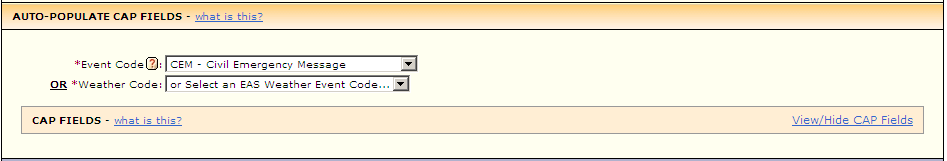 AUTO-POPULATE CAP FIELDS - what is this?
*Event Code ? : CEM - Civil Emergency Message
OR *Weather Code: or Select an EAS Weather Event Code...
CAP FIELDS - what is this? View/Hide CAP Fields